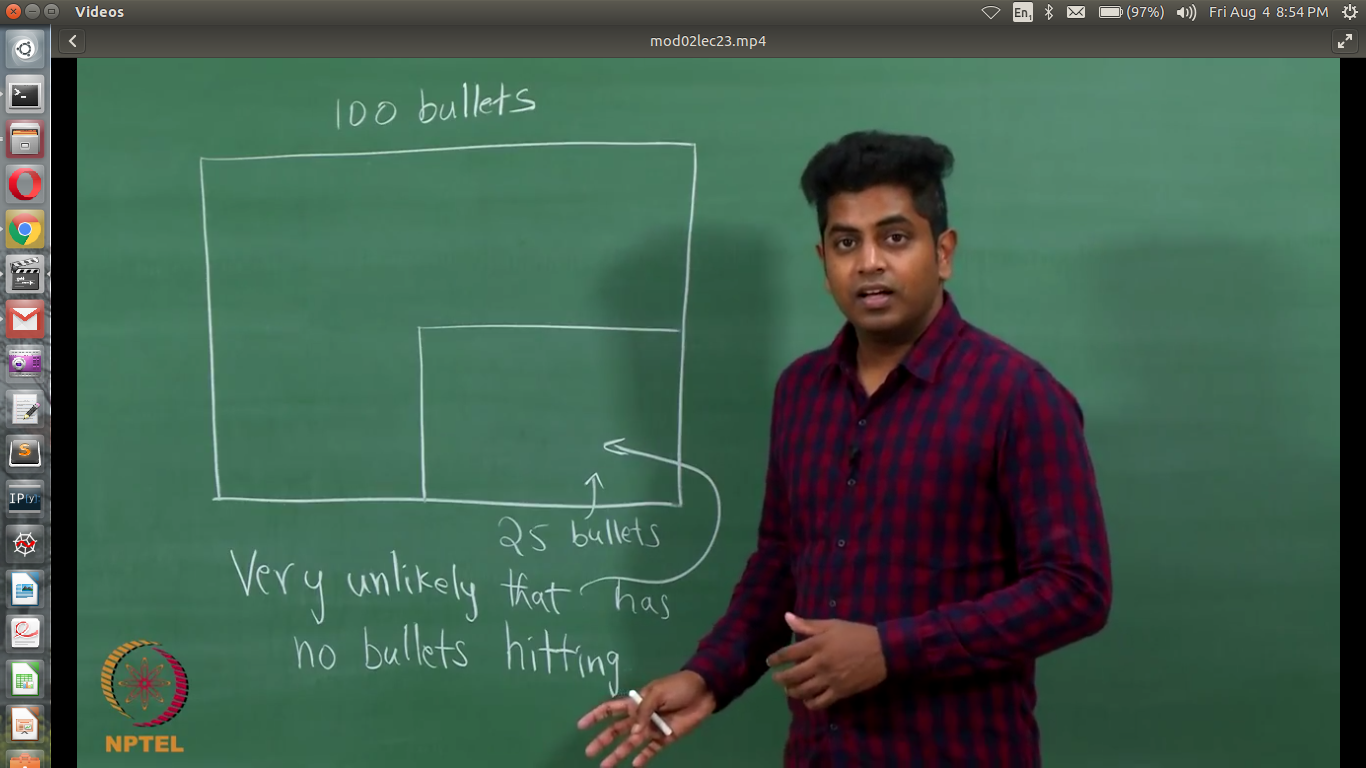 Videos
En1
(97%)
Fri Aug 4 8:54 PM
mod02lec23.mp4
100 bullets
25 bullets
Very unlikely that has
no bullets hitting
NPTEL
S
IP[y]: